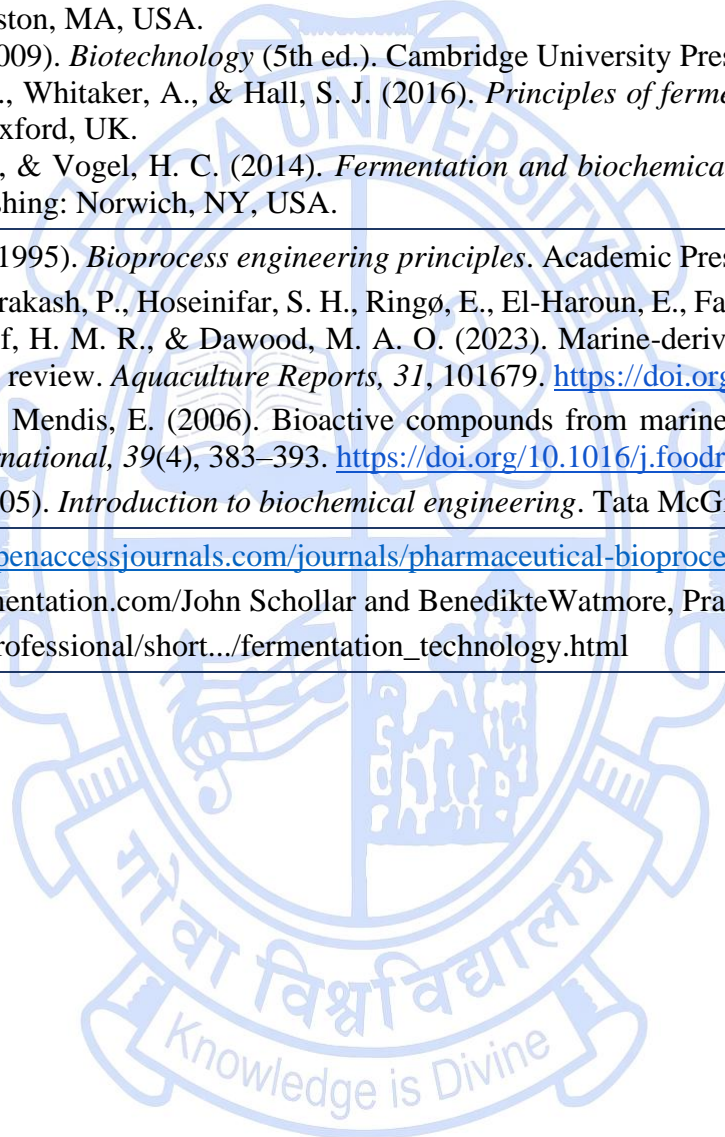 ston, MA, USA.
009). Biotechnology (5th ed.). Cambridge University Pres
., Whitaker, A., & Hall, S. J. (2016). Principles of ferme
xford, UK.
, & Vogel, H. C. (2014). Fermentation and biochemical
shing: Norwich, NY, USA.
1995). Bioprocess engineering principles. Academic Pres
rakash, P., Hoseinifar, S. H., Ringø, E., El-Haroun, E., Fa
f, H. M. R., & Dawood, M. A. O. (2023). Marine-deriv
review. Aquaculture Reports, 31, 101679. https://doi.org
Mendis, E. (2006). Bioactive compounds from marine
rnational, 39(4), 383–393. https://doi.org/10.1016/j.foodr
05). Introduction to biochemical engineering. Tata McG
penaccessjournals.com/journals/pharmaceutical-bioproce
mentation.com/John Schollar and BenedikteWatmore, Pra
rofessional/short.../fermentation_technology.html
GOA UNIVERSITY
गोंवा विश्वविद्यालय
Knowledge is Divine